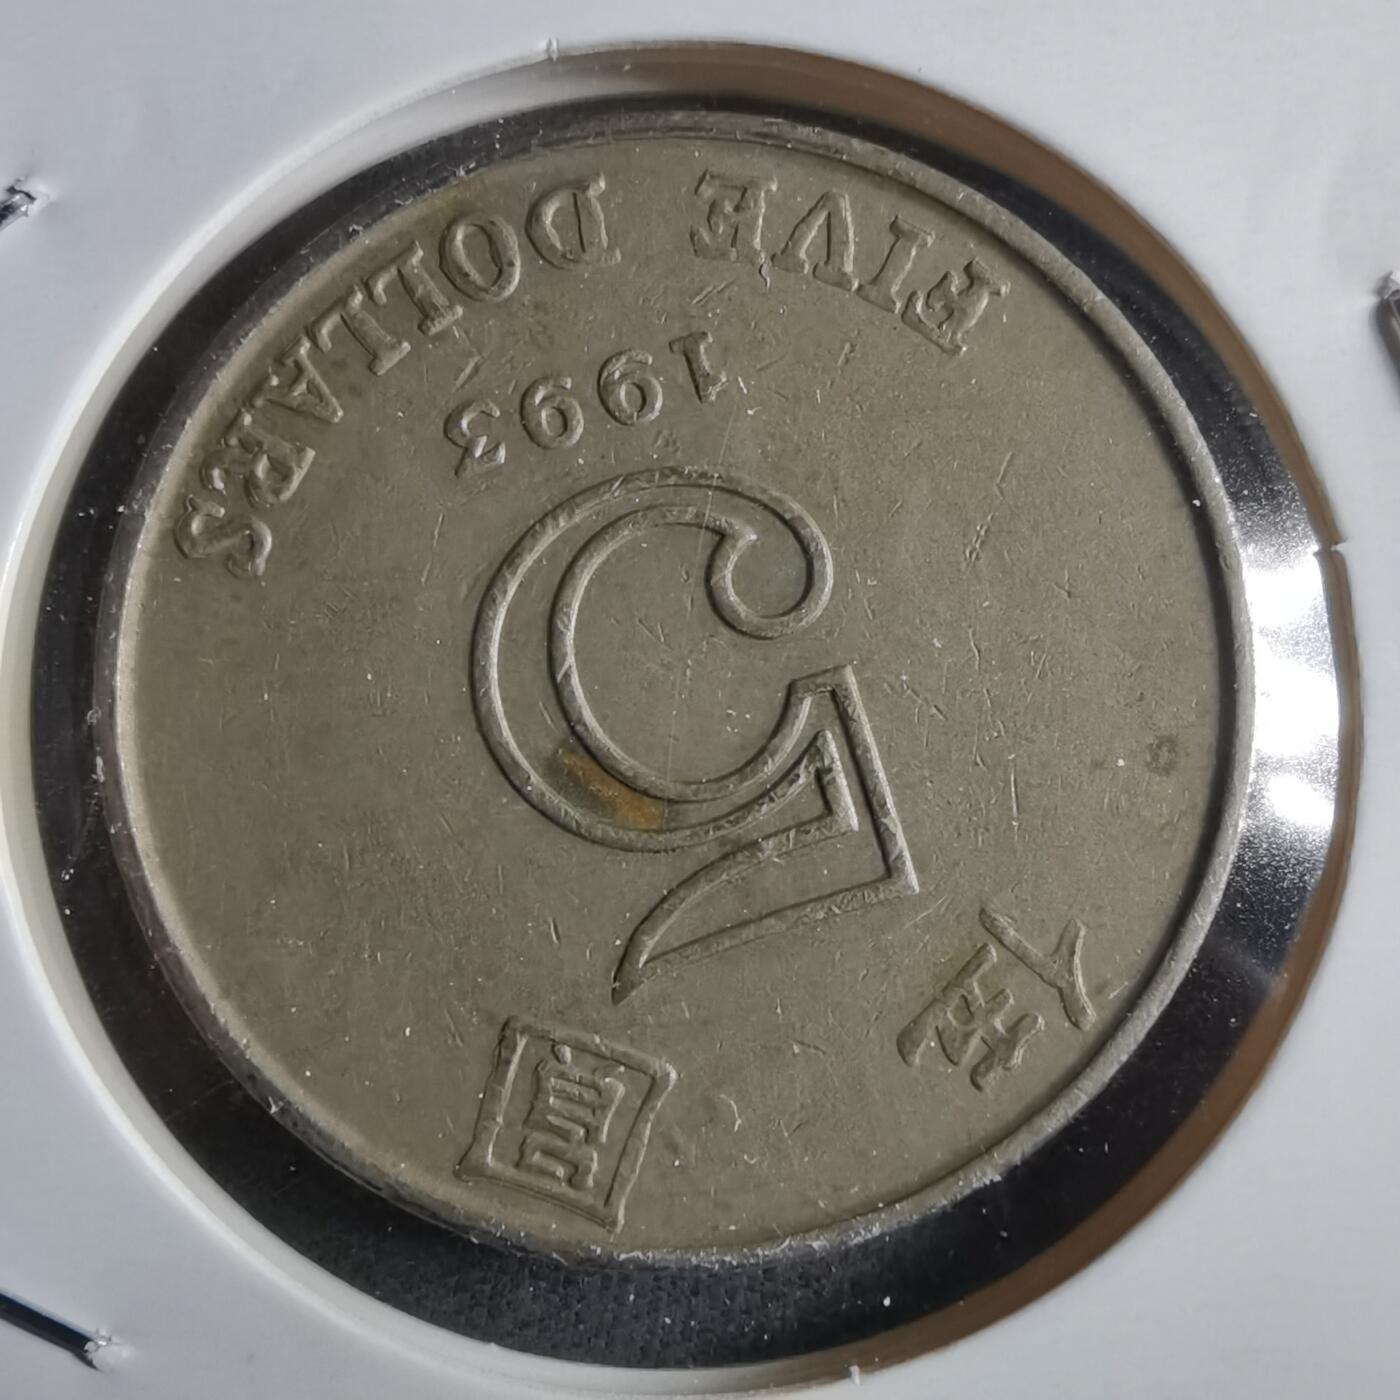 伍 圓
5
1993
FIVE DOLLARS